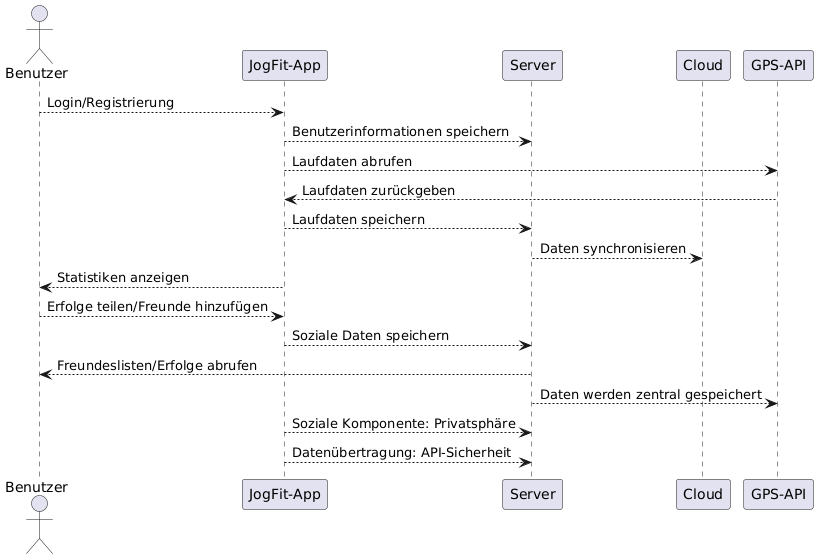 Benutzer
JogFit-App
Server
Cloud
GPS-API
Login/Registrierung
Benutzerinformationen speichern
Laufdaten abrufen
Laufdaten zurückgeben
Laufdaten speichern
Daten synchronisieren
Statistiken anzeigen
Erfolge teilen/Freunde hinzufügen
Soziale Daten speichern
Freundeslisten/Erfolge abrufen
Daten werden zentral gespeichert
Soziale Komponente: Privatsphäre
Datenübertragung: API-Sicherheit
Benutzer
JogFit-App
Server
Cloud
GPS-API